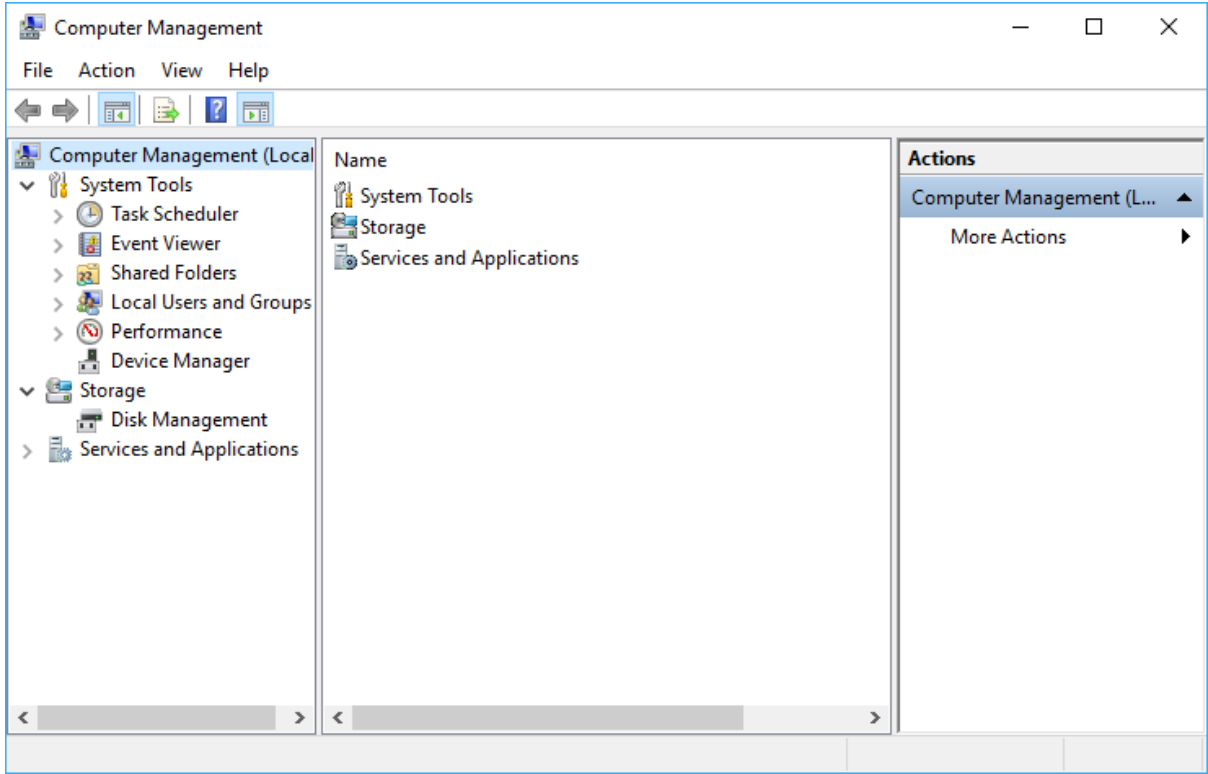 Computer Management
File Action View Help
Computer Management (Local
System Tools
Task Scheduler
Event Viewer
Shared Folders
Local Users and Groups
Performance
Device Manager
Storage
Disk Management
Services and Applications
Name
System Tools
Storage
Services and Applications
Actions
Computer Management (L...
More Actions